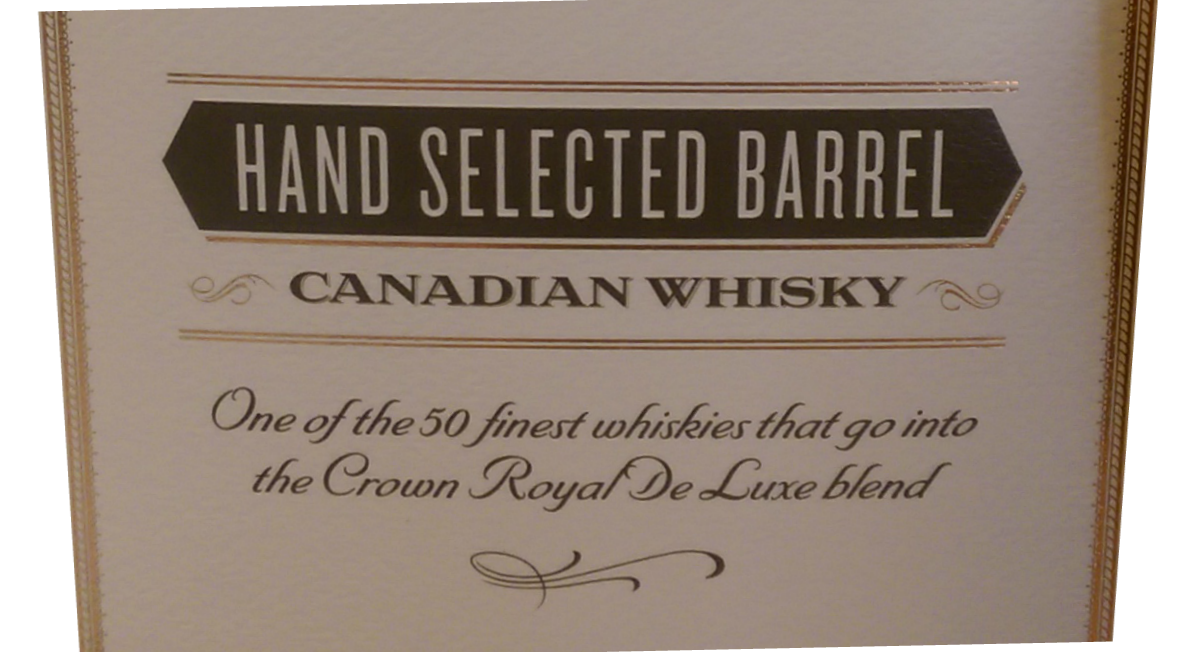 HAND SELECTED BARREL
CANADIAN WHISKY
One of the 50 finest whiskies that go into
the Crown Royal De Luxe blend